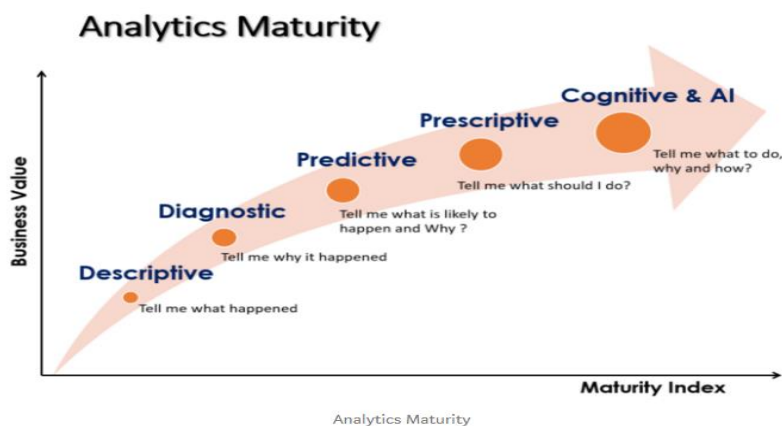 Analytics Maturity
Business Value
Cognitive & AI
Tell me what to do,
why and how?
Prescriptive
Tell me what should I do?
Predictive
Tell me what is likely to
happen and Why ?
Diagnostic
Tell me why it happened
Descriptive
Tell me what happened
Maturity Index
Analytics Maturity